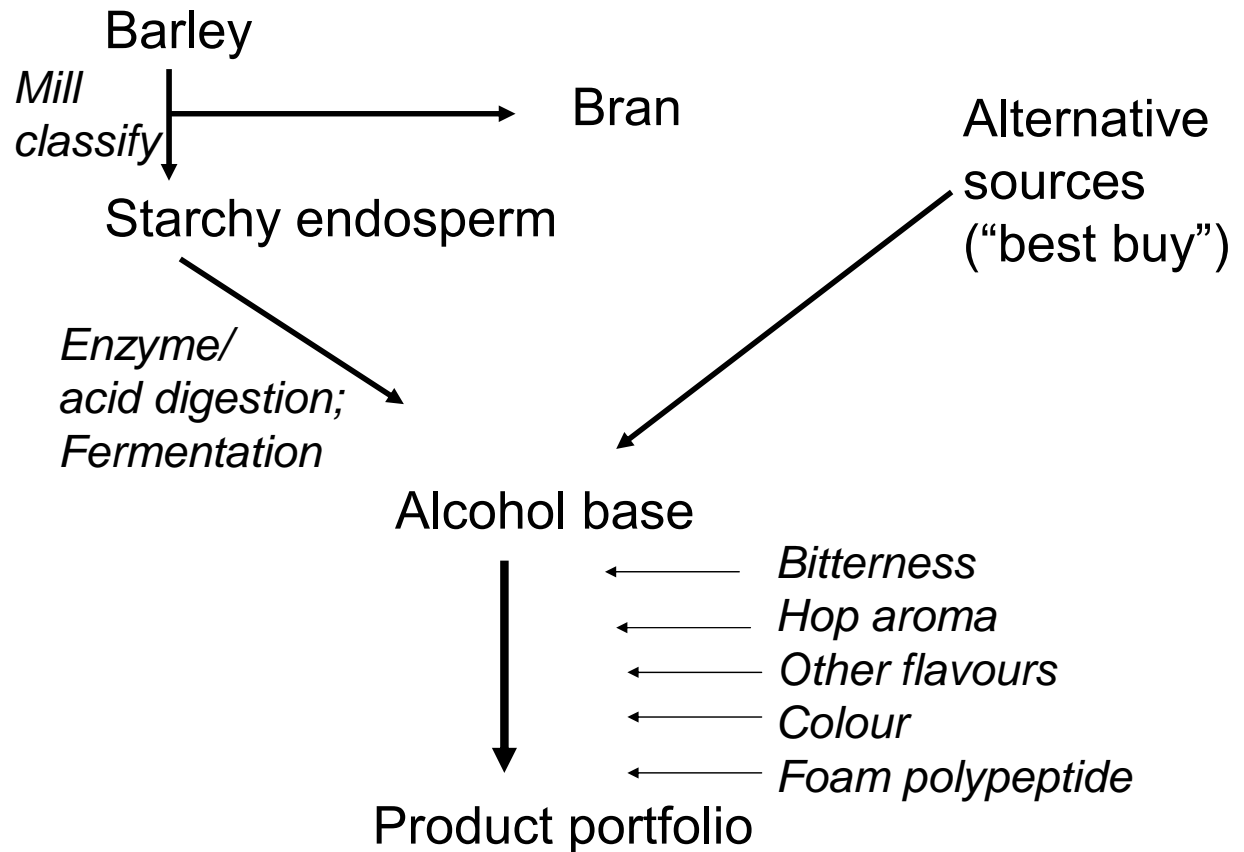 Barley
Mill
classify
Bran
Alternative
sources
(“best buy”)
Starchy endosperm
Enzyme/
acid digestion;
Fermentation
Alcohol base
Bitterness
Hop aroma
Other flavours
Colour
Foam polypeptide
Product portfolio